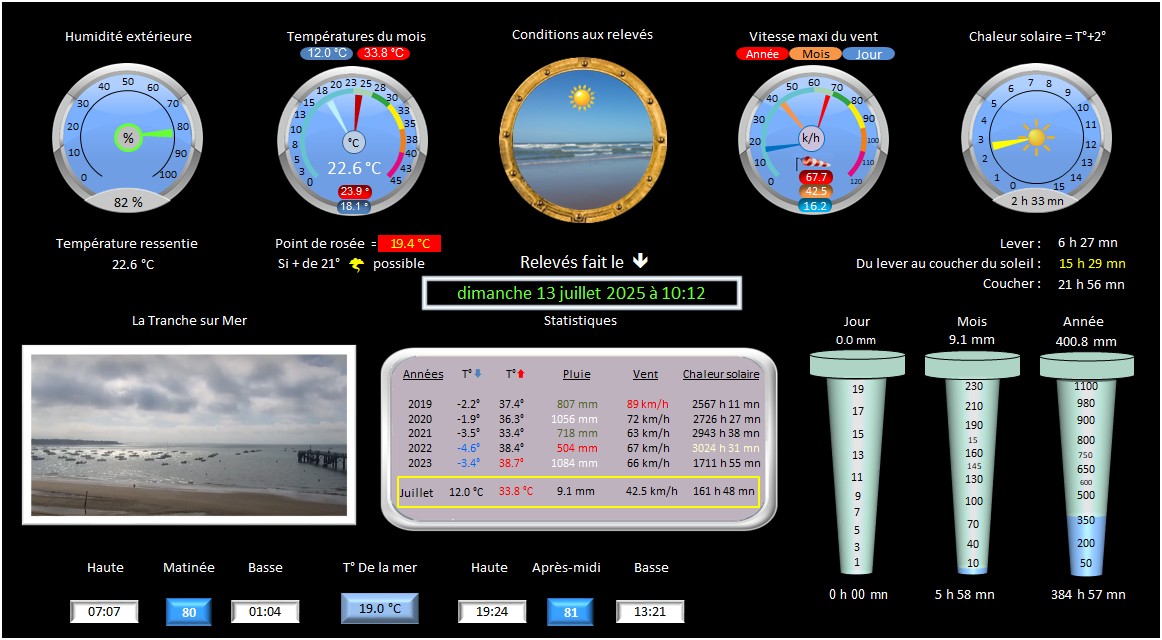 Humidité extérieure
Températures du mois
Conditions aux relevés
Vitesse maxi du vent
Chaleur solaire = T°+2°
12.0 °C 33.8 °C
Année Mois Jour
0 10 20 30 40 50 60 70 80 90 100
%
82 %
0 3 5 8 10 13 15 18 20 23 25 28 30 33 35 38 40 43 45
°C
22.6 °C
23.9 °
18.1 °
0 10 20 30 40 50 60 70 80 90 100 110 120
k/h
67.7
42.5
16.2
0 1 2 3 4 5 6 7 8 9 10 11 12 13 14 15
2 h 33 mn
Température ressentie
22.6 °C
Point de rosée = 19.4 °C
Si + de 21° possible
Relevés fait le
dimanche 13 juillet 2025 à 10:12
Lever : 6 h 27 mn
Du lever au coucher du soleil : 15 h 29 mn
Coucher : 21 h 56 mn
La Tranche sur Mer
Statistiques
Années T° T° Pluie Vent Chaleur solaire
2019 -2.2° 37.4° 807 mm 89 km/h 2567 h 11 mn
2020 -1.9° 36.3° 1056 mm 72 km/h 2726 h 27 mn
2021 -3.5° 33.4° 718 mm 63 km/h 2943 h 38 mn
2022 -4.6° 38.4° 504 mm 67 km/h 3024 h 31 mn
2023 -3.4° 38.7° 1084 mm 66 km/h 1711 h 55 mn
Juillet 12.0 °C 33.8 °C 9.1 mm 42.5 km/h 161 h 48 mn
Jour
0.0 mm
19
17
15
13
11
9
7
5
3
1
0 h 00 mn
Mois
9.1 mm
230
210
190
15
160
145
130
100
70
40
10
5 h 58 mn
Année
400.8 mm
1100
980
900
800
750
650
600
500
350
200
50
384 h 57 mn
Haute Matinée Basse T° De la mer Haute Après-midi Basse
07:07 80 01:04 19.0 °C 19:24 81 13:21